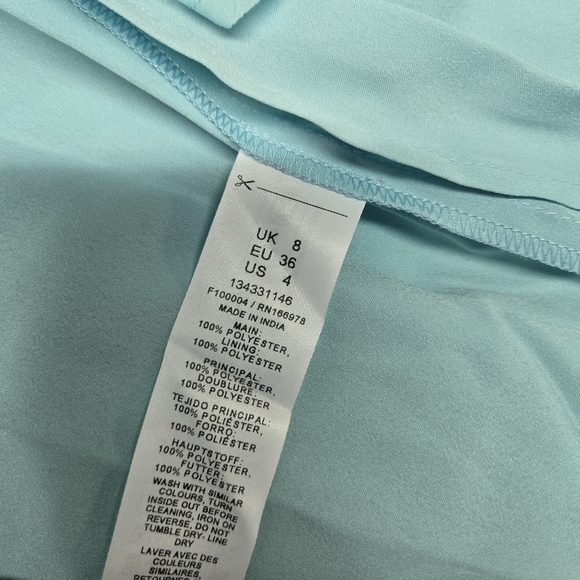 UK 8
EU 36
US 4
134331146
F100004 / RN166978
MADE IN INDIA
MAIN:
100% POLYESTER,
LINING:
100% POLYESTER
PRINCIPAL:
100% POLYESTER,
DOUBLURE:
100% POLYESTER
TEJIDO PRINCIPAL:
100% POLIÉSTER,
FORRO:
100% POLIÉSTER
HAUPTSTOFF:
100% POLYESTER,
FUTTER:
100% POLYESTER
WASH WITH SIMILAR
COLOURS, TURN
INSIDE OUT BEFORE
CLEANING, IRON ON
REVERSE, DO NOT
TUMBLE DRY- LINE
DRY
LAVER AVEC DES
COULEURS
SIMILAIRES,
RETOURNER